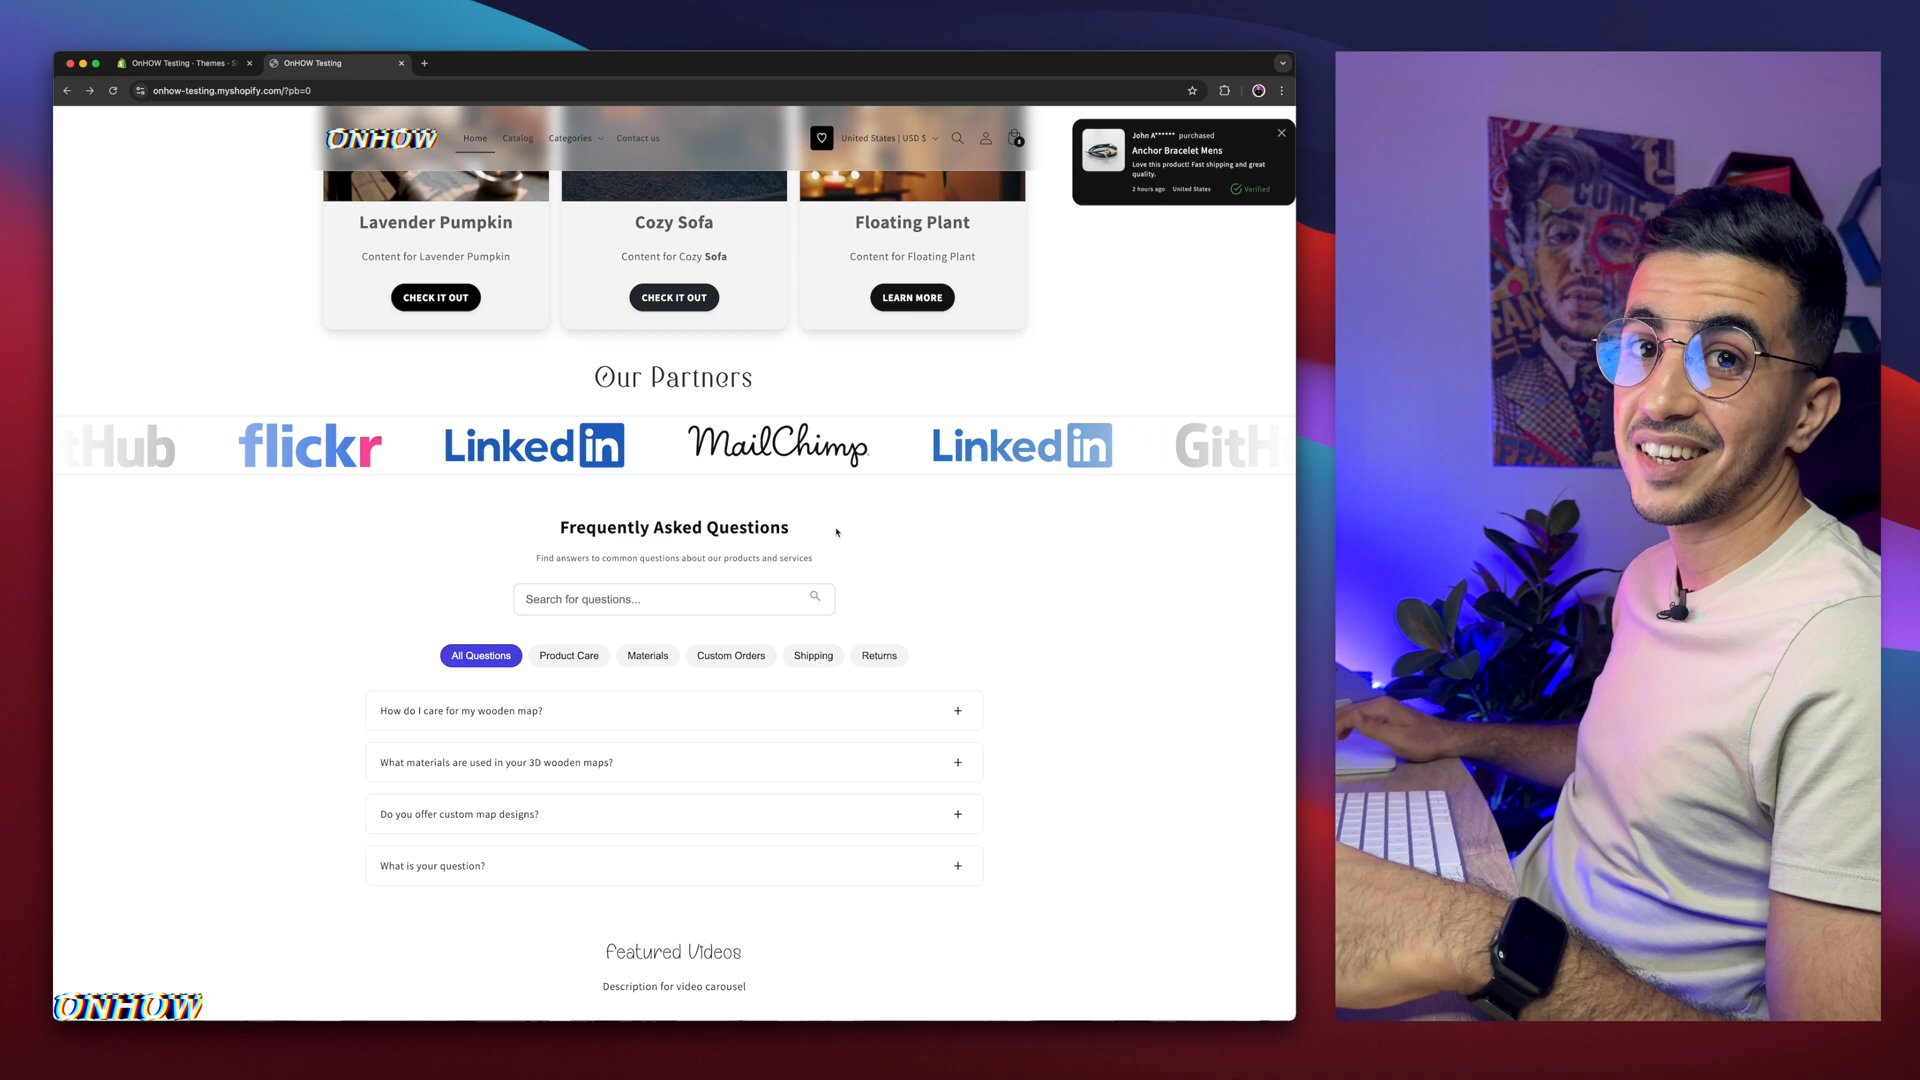 OnHOW Testing - Themes - S
OnHOW Testing
onhow-testing.myshopify.com/?pb=0
ONHOW
Home
Catalog
Categories
Contact us
United States | USD $
John A****** purchased
Anchor Bracelet Mens
Love this product! Fast shipping and great
quality.
2 hours ago
United States
Verified
Lavender Pumpkin
Cozy Sofa
Floating Plant
Content for Lavender Pumpkin
Content for Cozy Sofa
Content for Floating Plant
CHECK IT OUT
CHECK IT OUT
LEARN MORE
Our Partners
tHub
flickr
Linkedin
MailChimp
Linkedin
GitH
Frequently Asked Questions
Find answers to common questions about our products and services
Search for questions...
All Questions
Product Care
Materials
Custom Orders
Shipping
Returns
How do I care for my wooden map?
What materials are used in your 3D wooden maps?
Do you offer custom map designs?
What is your question?
Featured Videos
Description for video carousel
ONHOW
COME
FAN